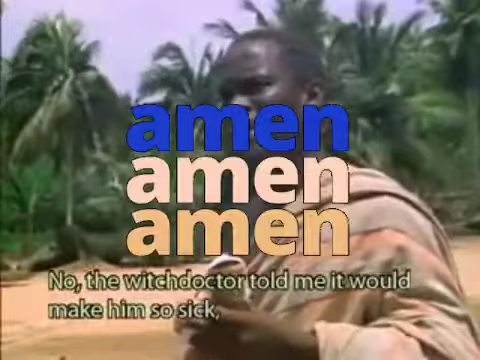 amen
amen
amen
No, the witchdoctor told me it would
make him so sick,